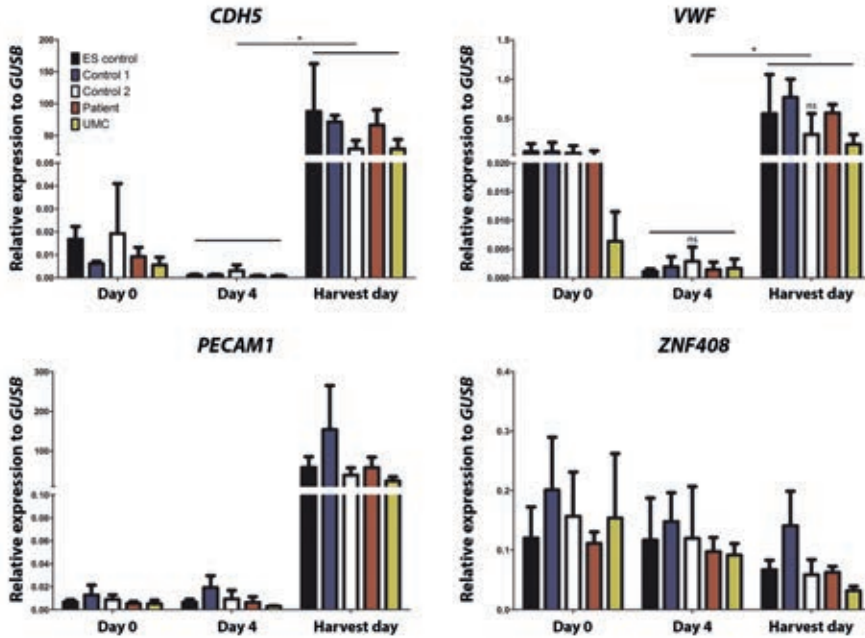 CDH5
Relative expression to GUSB
200
150
100
50
0.05
0.04
0.03
0.02
0.01
0.00
ES control
Control 1
Control 2
Patient
UMC
*
Day 0
Day 4
Harvest day
VWF
Relative expression to GUSB
1.5
1.0
0.5
0.020
0.015
0.010
0.005
0.000
*
ns
ns
Day 0
Day 4
Harvest day
PECAM1
Relative expression to GUSB
300
200
100
0.10
0.08
0.06
0.04
0.02
0.00
Day 0
Day 4
Harvest day
ZNF408
Relative expression to GUSB
0.4
0.3
0.2
0.1
0.0
Day 0
Day 4
Harvest day